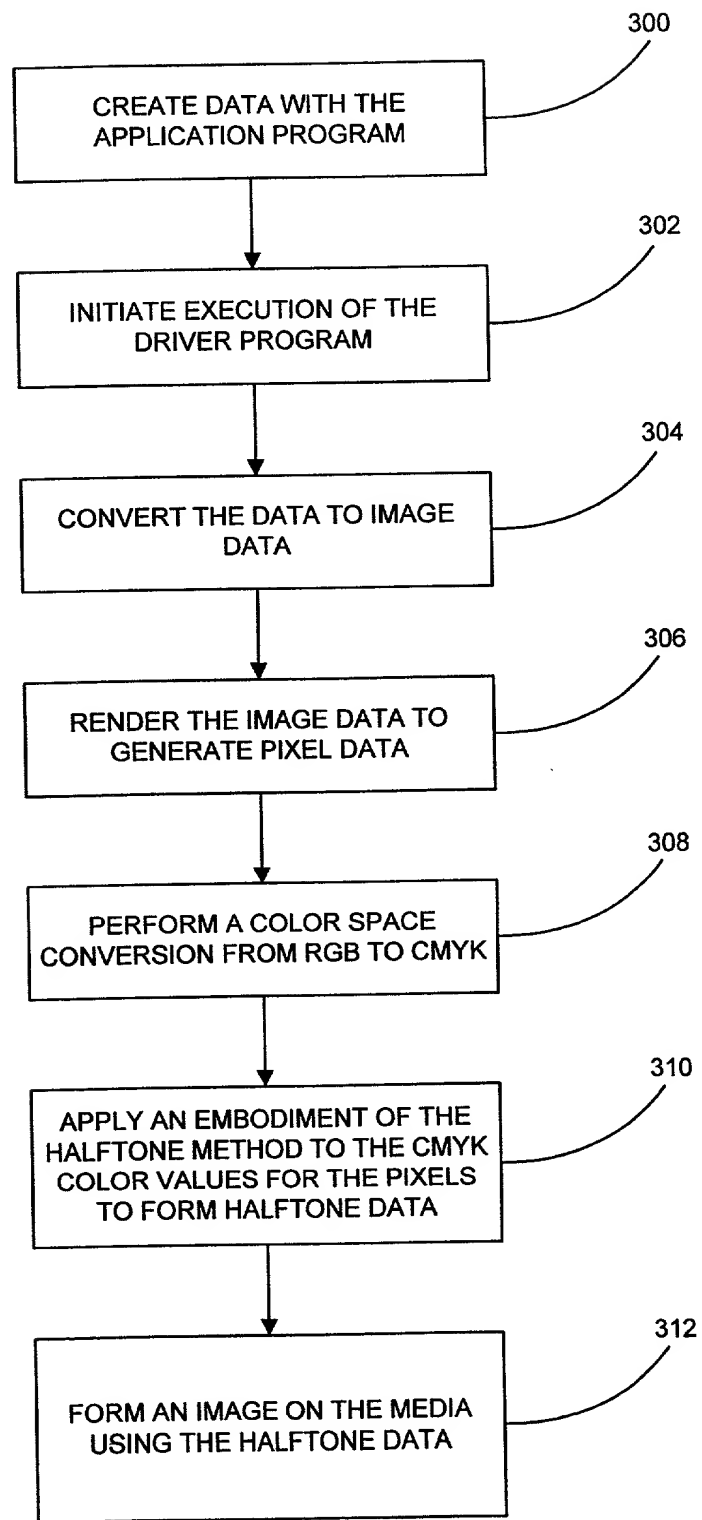 300
CREATE DATA WITH THE
APPLICATION PROGRAM
302
INITIATE EXECUTION OF THE
DRIVER PROGRAM
304
CONVERT THE DATA TO IMAGE
DATA
306
RENDER THE IMAGE DATA TO
GENERATE PIXEL DATA
308
PERFORM A COLOR SPACE
CONVERSION FROM RGB TO CMYK
310
APPLY AN EMBODIMENT OF THE
HALFTONE METHOD TO THE CMYK
COLOR VALUES FOR THE PIXELS
TO FORM HALFTONE DATA
312
FORM AN IMAGE ON THE MEDIA
USING THE HALFTONE DATA